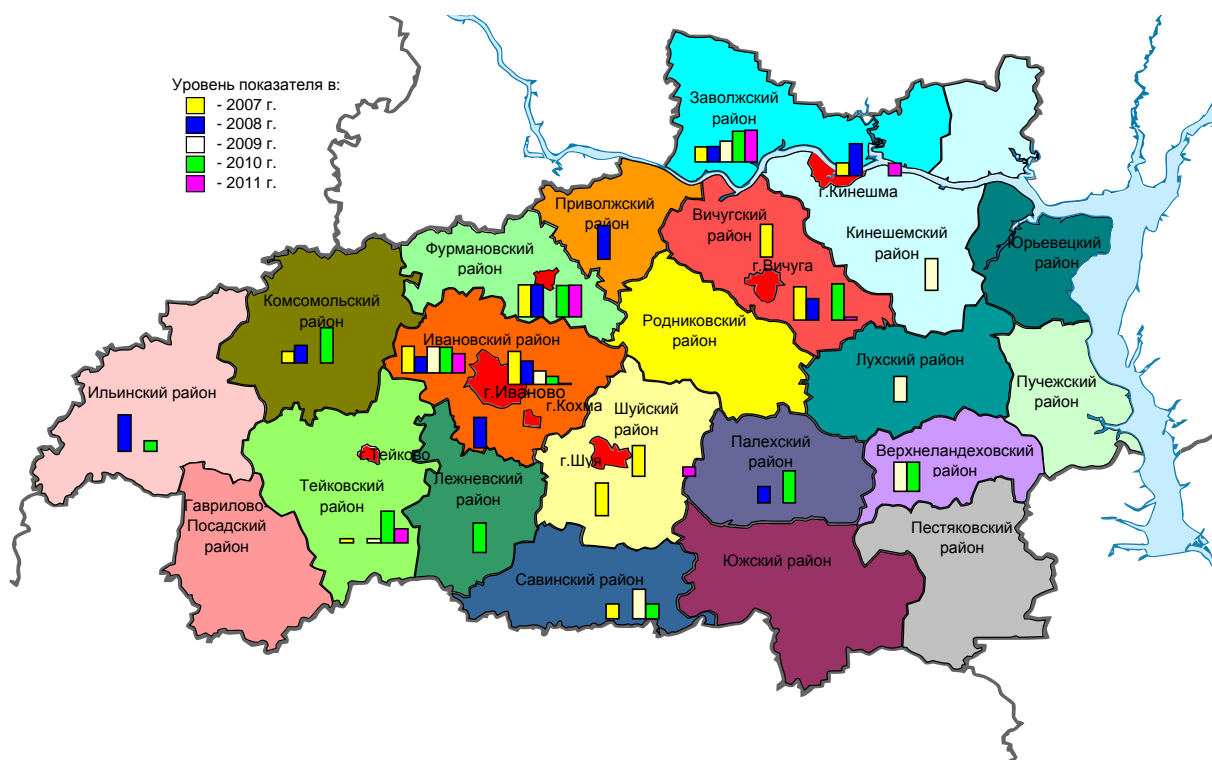 Уровень показателя в:
- 2007 г.
- 2008 г.
- 2009 г.
- 2010 г.
- 2011 г.
Заволжский
район
г.Кинешма
Приволжский
район
Вичугский
район
Кинешемский
район
Юрьевецкий
район
Фурмановский
район
г.Вичуга
Комсомольский
район
Родниковский
район
Ивановский район
Лухский район
Пучежский
район
Ильинский район
г.Иваново
г.Кохма
Шуйский
район
Палехский
район
Верхнеландеховский
район
г.Тейково
г.Шуя
Тейковский
район
Лежневский
район
Гаврилово-
Посадский
район
Пестяковский
район
Савинский район
Южский район